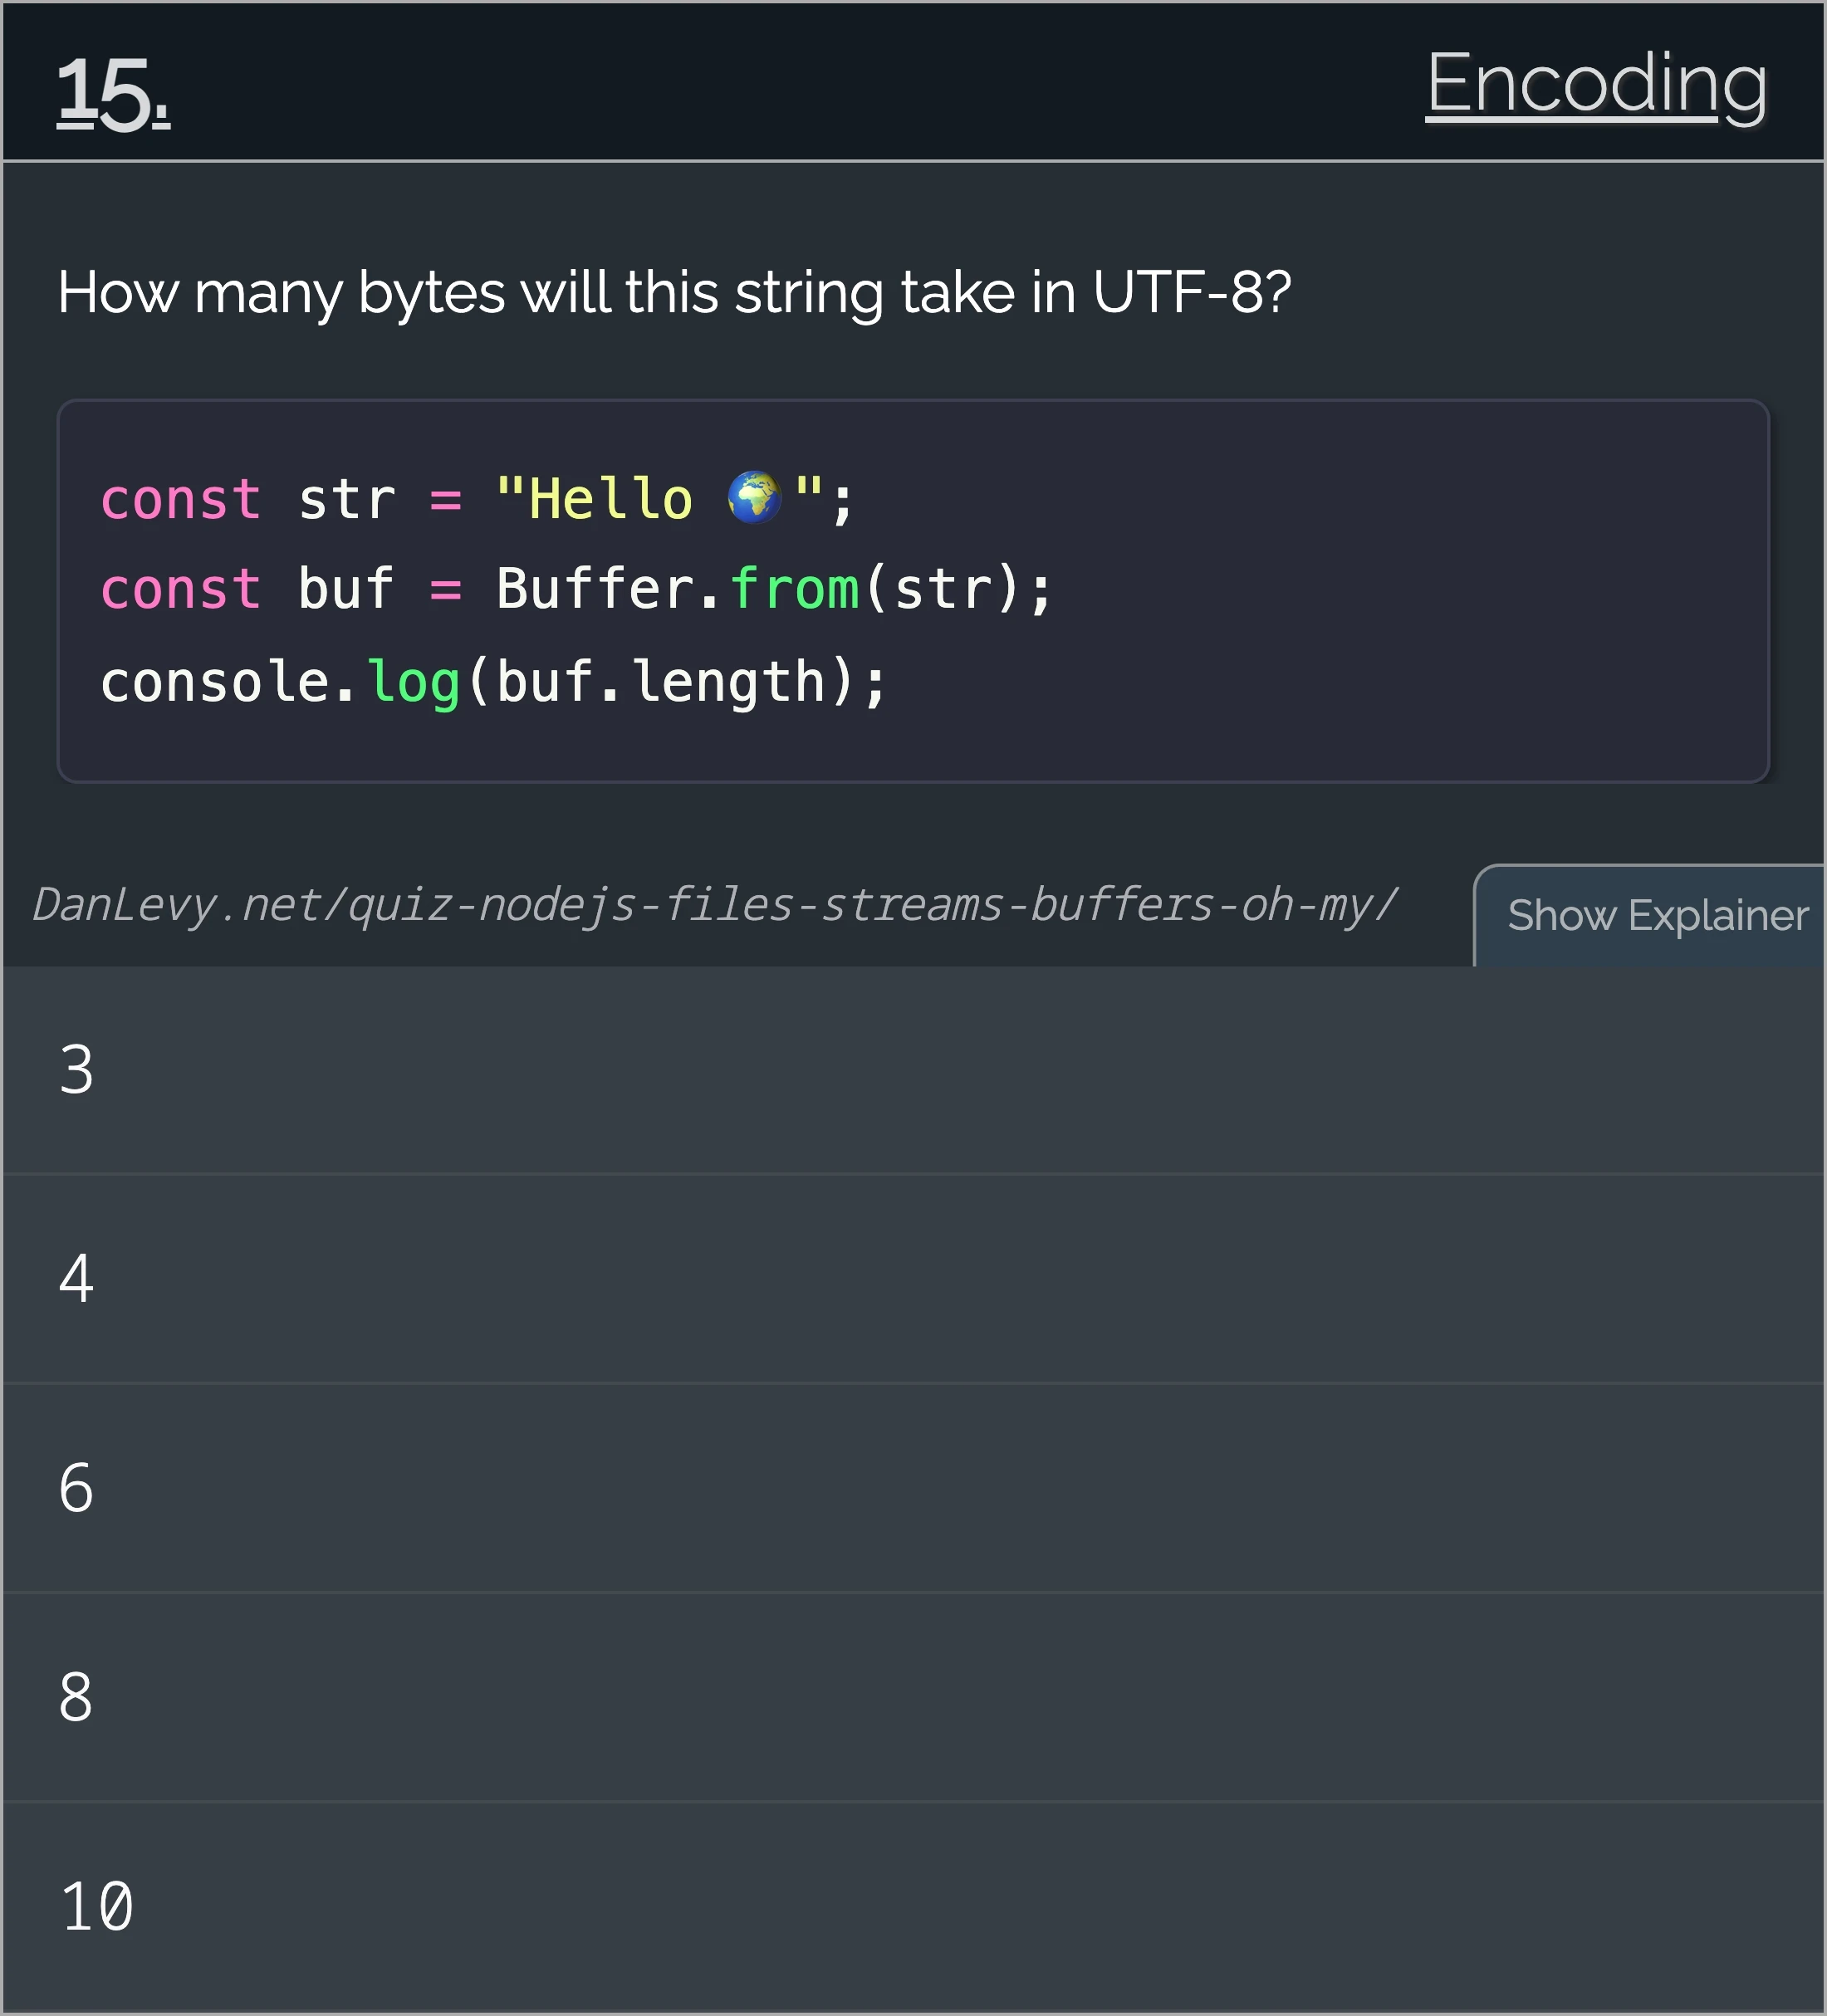 15.
Encoding
How many bytes will this string take in UTF-8?
const str = "Hello 🌍";
const buf = Buffer.from(str);
console.log(buf.length);
DanLevy.net/quiz-nodejs-files-streams-buffers-oh-my/
Show Explainer
3
4
6
8
10